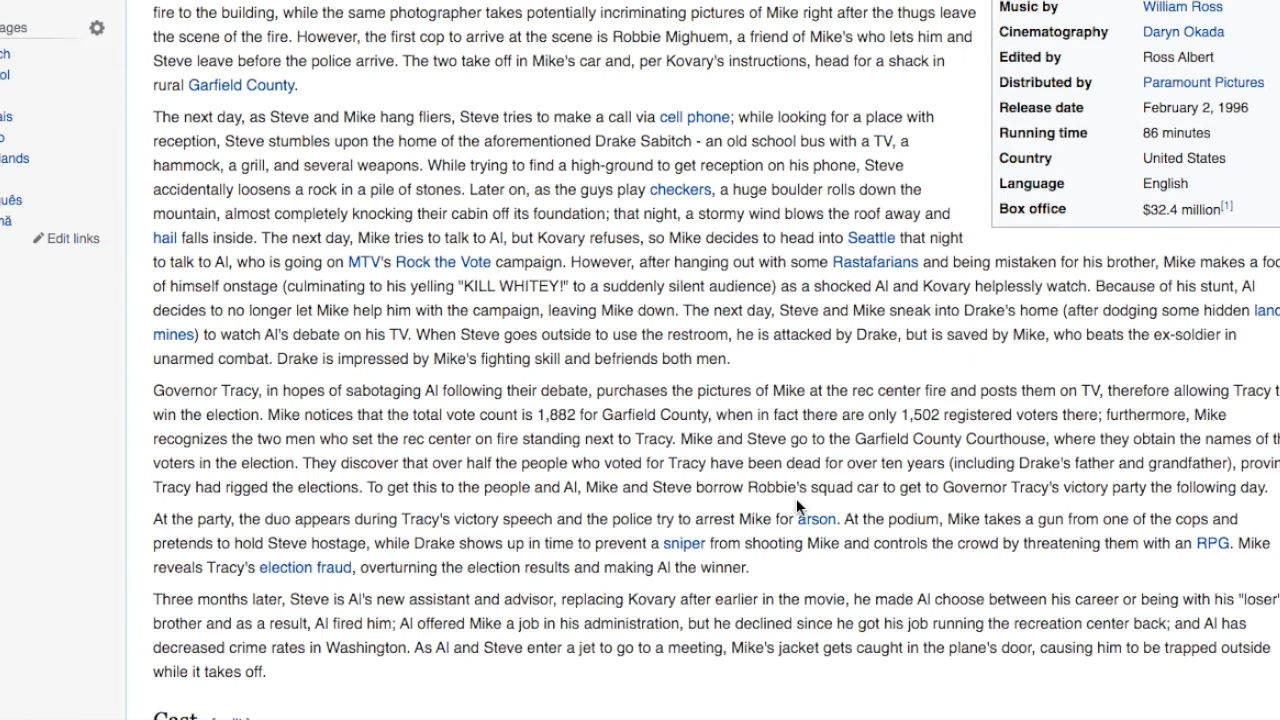 ages
ch
ol
ais
o
lands
guês
nă
Edit links
fire to the building, while the same photographer takes potentially incriminating pictures of Mike right after the thugs leave
the scene of the fire. However, the first cop to arrive at the scene is Robbie Mighuem, a friend of Mike's who lets him and
Steve leave before the police arrive. The two take off in Mike's car and, per Kovary's instructions, head for a shack in
rural Garfield County.
The next day, as Steve and Mike hang fliers, Steve tries to make a call via cell phone; while looking for a place with
reception, Steve stumbles upon the home of the aforementioned Drake Sabitch - an old school bus with a TV, a
hammock, a grill, and several weapons. While trying to find a high-ground to get reception on his phone, Steve
accidentally loosens a rock in a pile of stones. Later on, as the guys play checkers, a huge boulder rolls down the
mountain, almost completely knocking their cabin off its foundation; that night, a stormy wind blows the roof away and
hail falls inside. The next day, Mike tries to talk to Al, but Kovary refuses, so Mike decides to head into Seattle that night
to talk to Al, who is going on MTV's Rock the Vote campaign. However, after hanging out with some Rastafarians and being mistaken for his brother, Mike makes a foo
of himself onstage (culminating to his yelling "KILL WHITEY!" to a suddenly silent audience) as a shocked Al and Kovary helplessly watch. Because of his stunt, Al
decides to no longer let Mike help him with the campaign, leaving Mike down. The next day, Steve and Mike sneak into Drake's home (after dodging some hidden land
mines) to watch Al's debate on his TV. When Steve goes outside to use the restroom, he is attacked by Drake, but is saved by Mike, who beats the ex-soldier in
unarmed combat. Drake is impressed by Mike's fighting skill and befriends both men.
Governor Tracy, in hopes of sabotaging Al following their debate, purchases the pictures of Mike at the rec center fire and posts them on TV, therefore allowing Tracy t
win the election. Mike notices that the total vote count is 1,882 for Garfield County, when in fact there are only 1,502 registered voters there; furthermore, Mike
recognizes the two men who set the rec center on fire standing next to Tracy. Mike and Steve go to the Garfield County Courthouse, where they obtain the names of th
voters in the election. They discover that over half the people who voted for Tracy have been dead for over ten years (including Drake's father and grandfather), provin
Tracy had rigged the elections. To get this to the people and Al, Mike and Steve borrow Robbie's squad car to get to Governor Tracy's victory party the following day.
At the party, the duo appears during Tracy's victory speech and the police try to arrest Mike for arson. At the podium, Mike takes a gun from one of the cops and
pretends to hold Steve hostage, while Drake shows up in time to prevent a sniper from shooting Mike and controls the crowd by threatening them with an RPG. Mike
reveals Tracy's election fraud, overturning the election results and making Al the winner.
Three months later, Steve is Al's new assistant and advisor, replacing Kovary after earlier in the movie, he made Al choose between his career or being with his "loser"
brother and as a result, Al fired him; Al offered Mike a job in his administration, but he declined since he got his job running the recreation center back; and Al has
decreased crime rates in Washington. As Al and Steve enter a jet to go to a meeting, Mike's jacket gets caught in the plane's door, causing him to be trapped outside
while it takes off.
Cast
Music by William Ross
Cinematography Daryn Okada
Edited by Ross Albert
Distributed by Paramount Pictures
Release date February 2, 1996
Running time 86 minutes
Country United States
Language English
Box office $32.4 million[1]